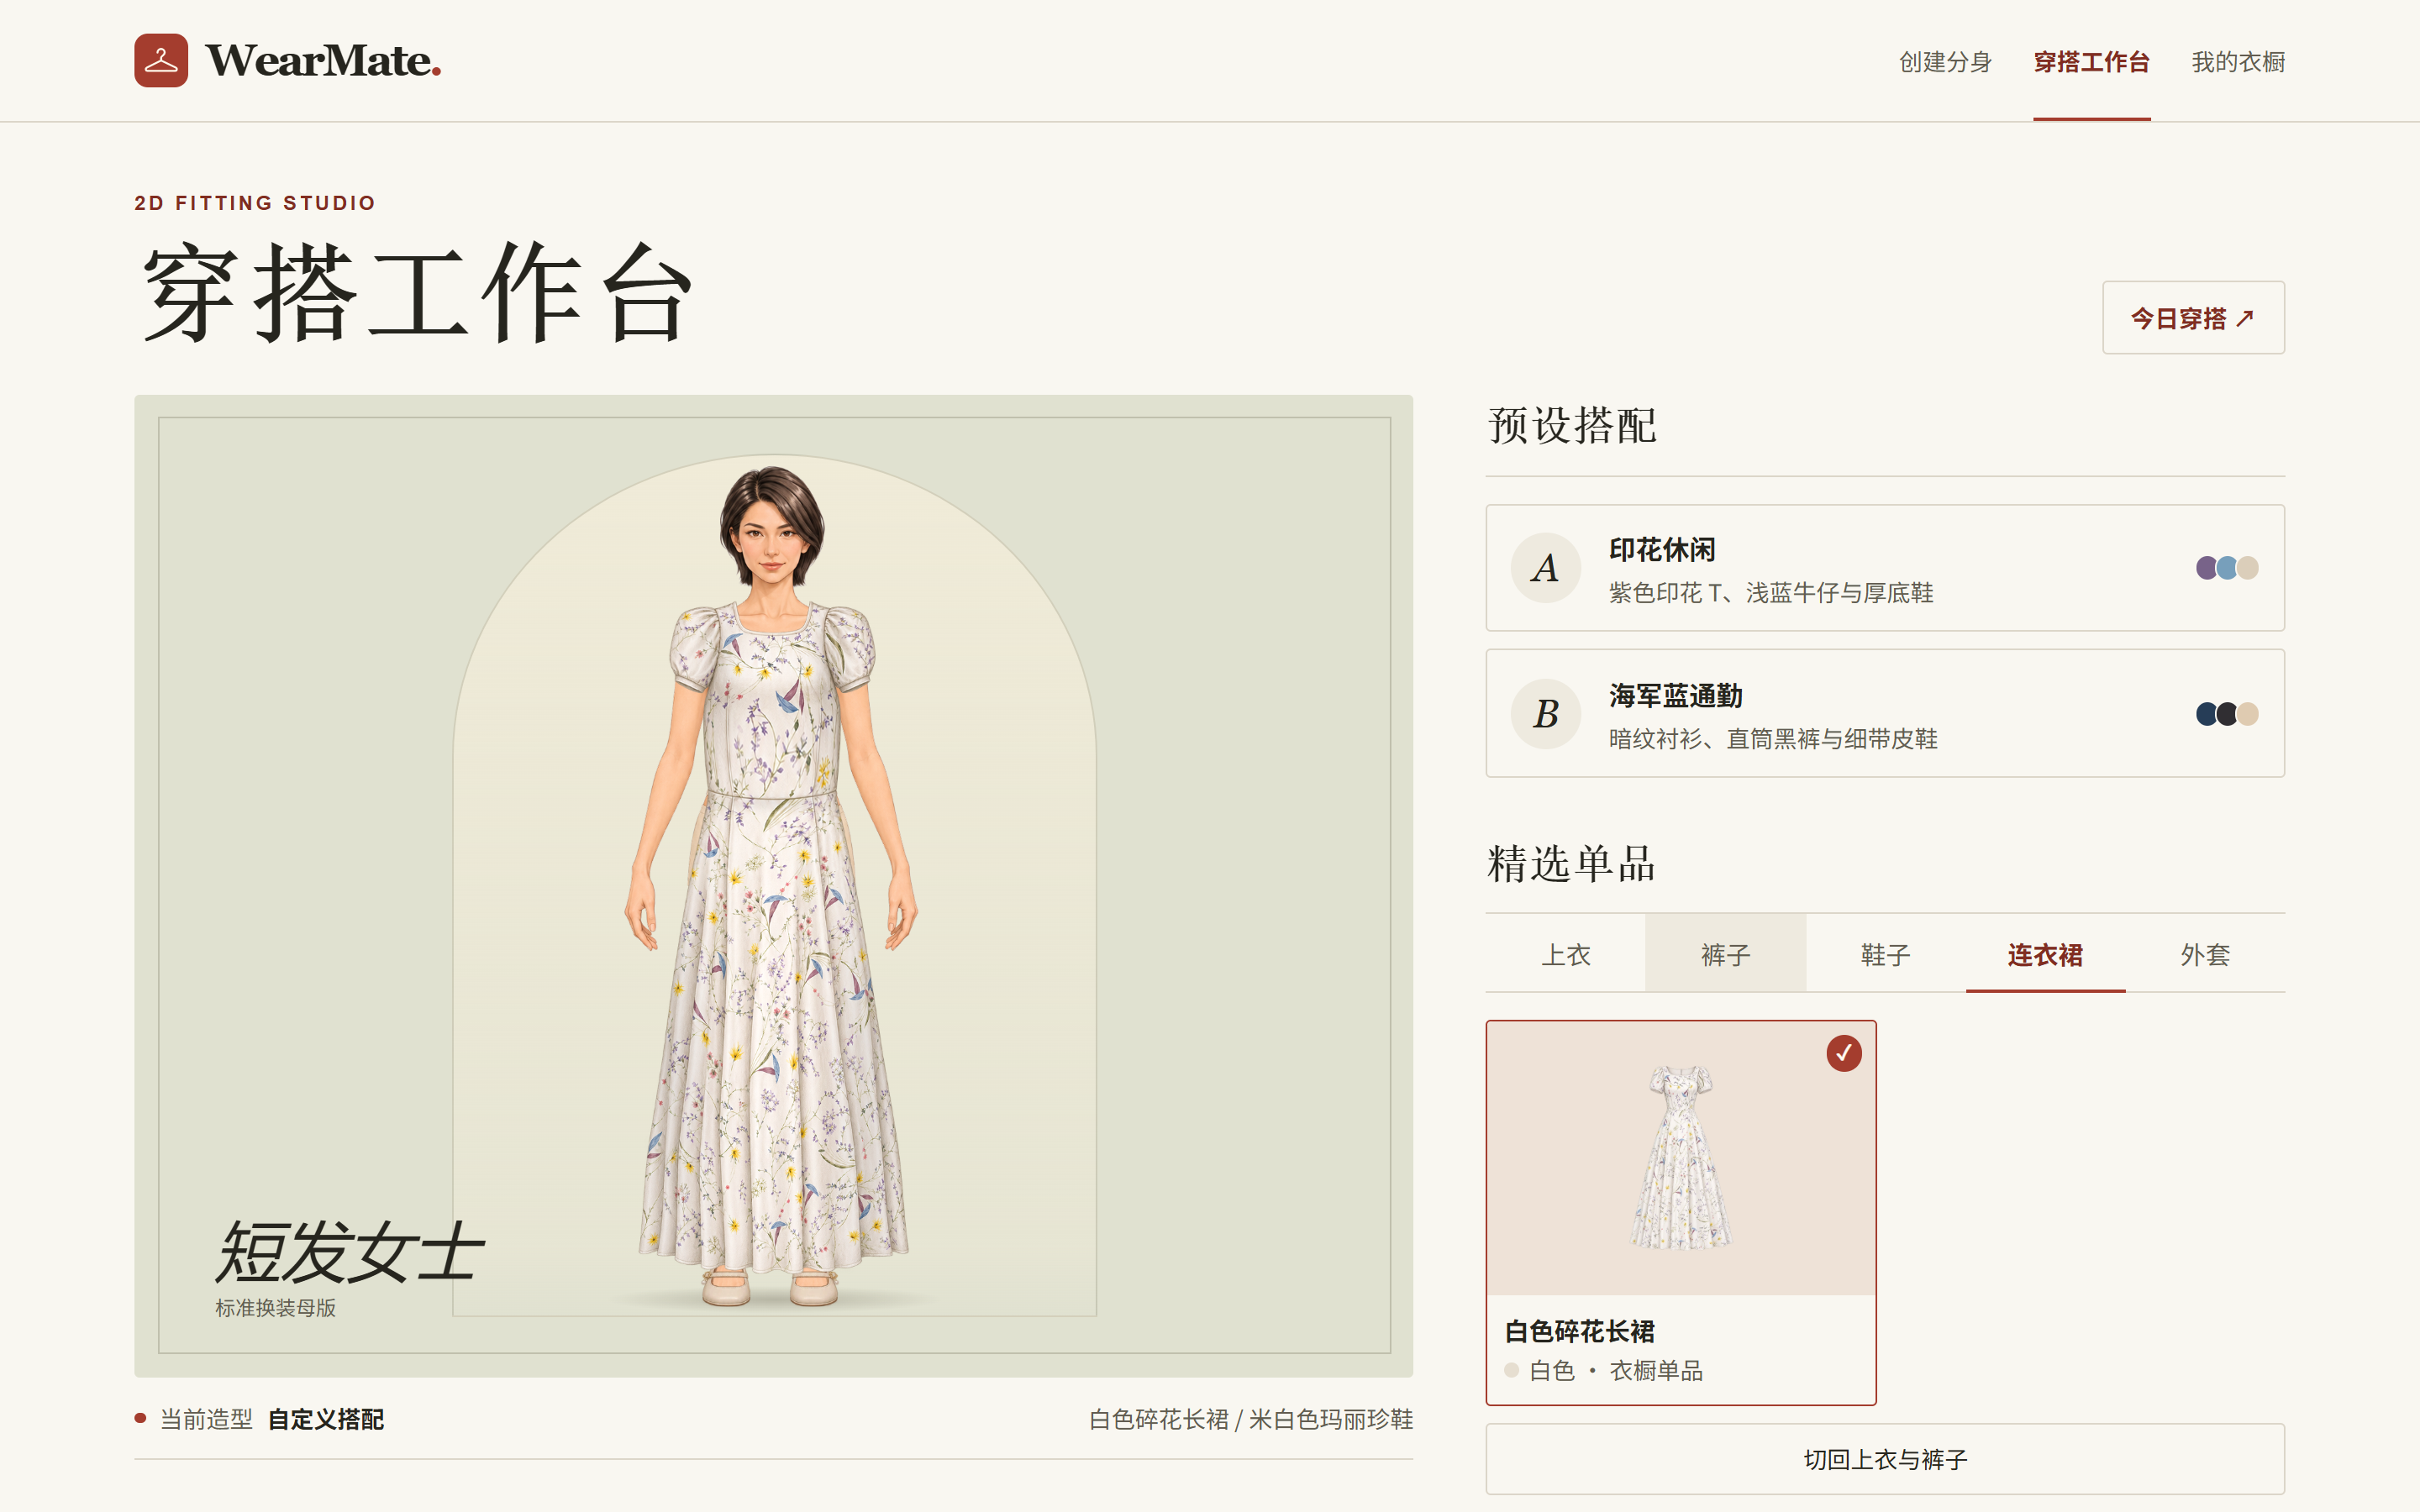 WearMate.
创建分身
穿搭工作台
我的衣橱
2D FITTING STUDIO
穿搭工作台
今日穿搭 ↗
短发女士
标准换装母版
当前造型 自定义搭配
白色碎花长裙 / 米白色玛丽珍鞋
预设搭配
A
印花休闲
紫色印花 T、浅蓝牛仔与厚底鞋
B
海军蓝通勤
暗纹衬衫、直筒黑裤与细带皮鞋
精选单品
上衣
裤子
鞋子
连衣裙
外套
白色碎花长裙
白色 · 衣橱单品
切回上衣与裤子